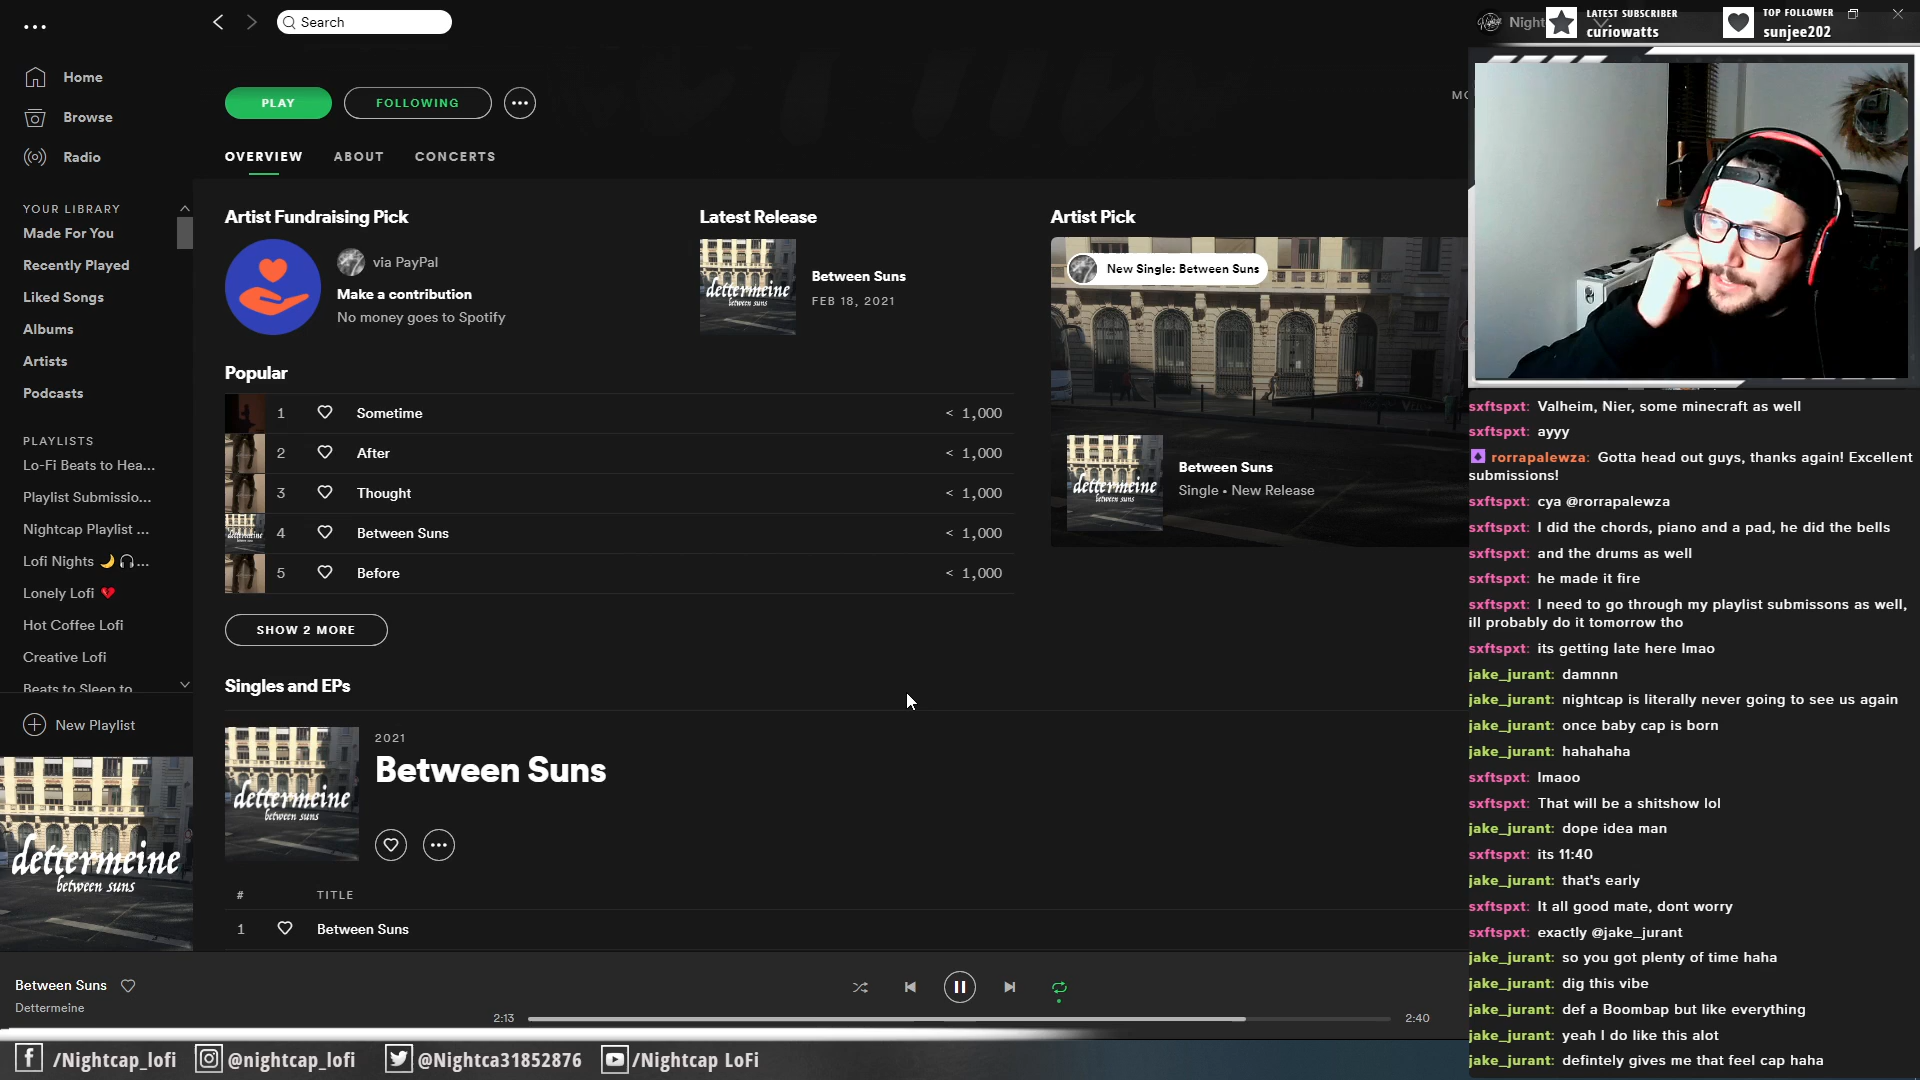 Search
Home
Browse
Radio
YOUR LIBRARY
Made For You
Recently Played
Liked Songs
Albums
Artists
Podcasts
PLAYLISTS
Lo-Fi Beats to Hea...
Playlist Submissio...
Nightcap Playlist ...
Lofi Nights 🌙🎧...
Lonely Lofi 💔
Hot Coffee Lofi
Creative Lofi
Beats to Sleep to
New Playlist
dettermeine
between suns
PLAY
FOLLOWING
OVERVIEW
ABOUT
CONCERTS
Artist Fundraising Pick
via PayPal
Make a contribution
No money goes to Spotify
Latest Release
dettermeine
between suns
Between Suns
FEB 18, 2021
Artist Pick
New Single: Between Suns
dettermeine
between suns
Between Suns
Single • New Release
Popular
1 Sometime < 1,000
2 After < 1,000
3 Thought < 1,000
4 Between Suns < 1,000
5 Before < 1,000
SHOW 2 MORE
Singles and EPs
dettermeine
between suns
2021
Between Suns
# TITLE
1 Between Suns
Between Suns
Dettermeine
2:13
2:40
/Nightcap_lofi
@nightcap_lofi
@Nightca31852876
/Nightcap LoFi
Night
LATEST SUBSCRIBER
curiowatts
TOP FOLLOWER
sunjee202
sxftspxt: Valheim, Nier, some minecraft as well
sxftspxt: ayyy
rorrapalewza: Gotta head out guys, thanks again! Excellent
submissions!
sxftspxt: cya @rorrapalewza
sxftspxt: I did the chords, piano and a pad, he did the bells
sxftspxt: and the drums as well
sxftspxt: he made it fire
sxftspxt: I need to go through my playlist submissons as well,
ill probably do it tomorrow tho
sxftspxt: its getting late here lmao
jake_jurant: damnnn
jake_jurant: nightcap is literally never going to see us again
jake_jurant: once baby cap is born
jake_jurant: hahahaha
sxftspxt: lmaoo
sxftspxt: That will be a shitshow lol
jake_jurant: dope idea man
sxftspxt: its 11:40
jake_jurant: that's early
sxftspxt: It all good mate, dont worry
sxftspxt: exactly @jake_jurant
jake_jurant: so you got plenty of time haha
jake_jurant: dig this vibe
jake_jurant: def a Boombap but like everything
jake_jurant: yeah I do like this alot
jake_jurant: defintely gives me that feel cap haha